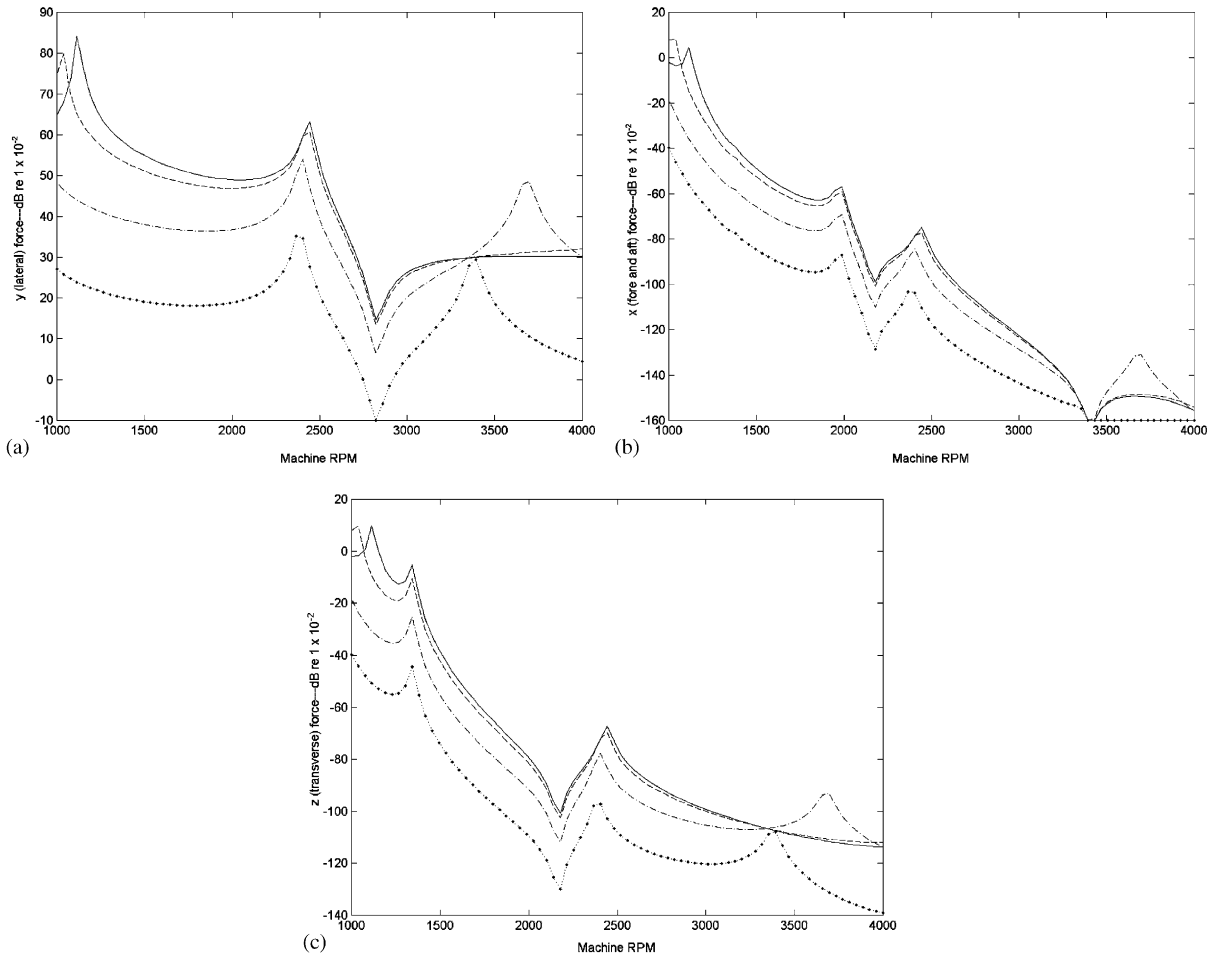 90
80
70
60
50
40
30
20
10
0
-10
y (lateral) force---dB re 1 x 10⁻²
1000 1500 2000 2500 3000 3500 4000
Machine RPM
(a)
20
0
-20
-40
-60
-80
-100
-120
-140
-160
x (fore and aft) force---dB re 1 x 10⁻²
1000 1500 2000 2500 3000 3500 4000
Machine RPM
(b)
20
0
-20
-40
-60
-80
-100
-120
-140
z (transverse) force---dB re 1 x 10⁻²
1000 1500 2000 2500 3000 3500 4000
Machine RPM
(c)